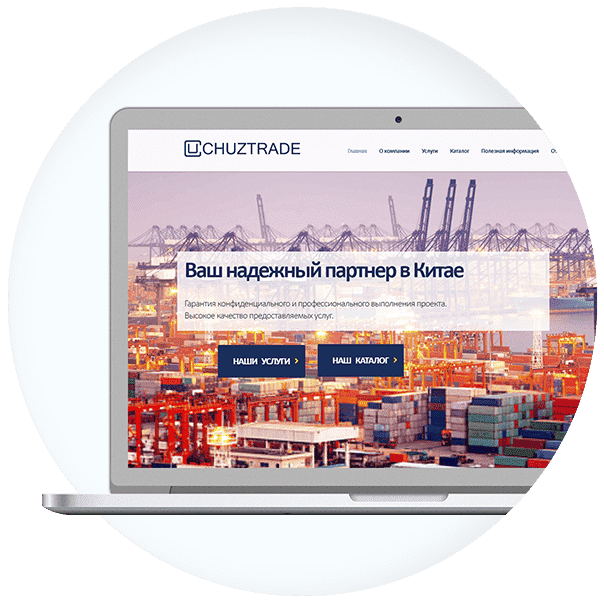 CHUZTRADE
Главная О компании Услуги Каталог Полезная информация
Ваш надежный партнер в Китае
Гарантия конфиденциального и профессионального выполнения проекта.
Высокое качество предоставляемых услуг.
НАШИ УСЛУГИ НАШ КАТАЛОГ